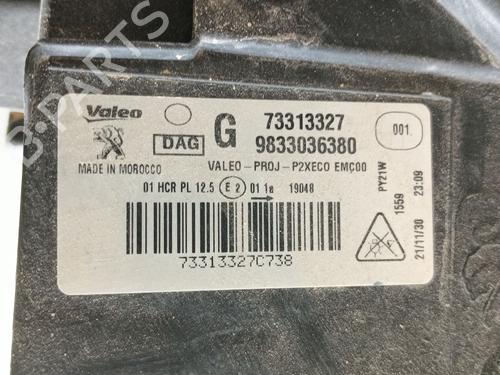 B-PARTS
Valeo
DAG G
73313327
9833036380
001
MADE IN MOROCCO
VALEO-PROJ-P2XECO EMC00
01 HCR PL 12.5 E2 01 1a 19048
73313327C738
PY21W
1559
21/11/30 23:09